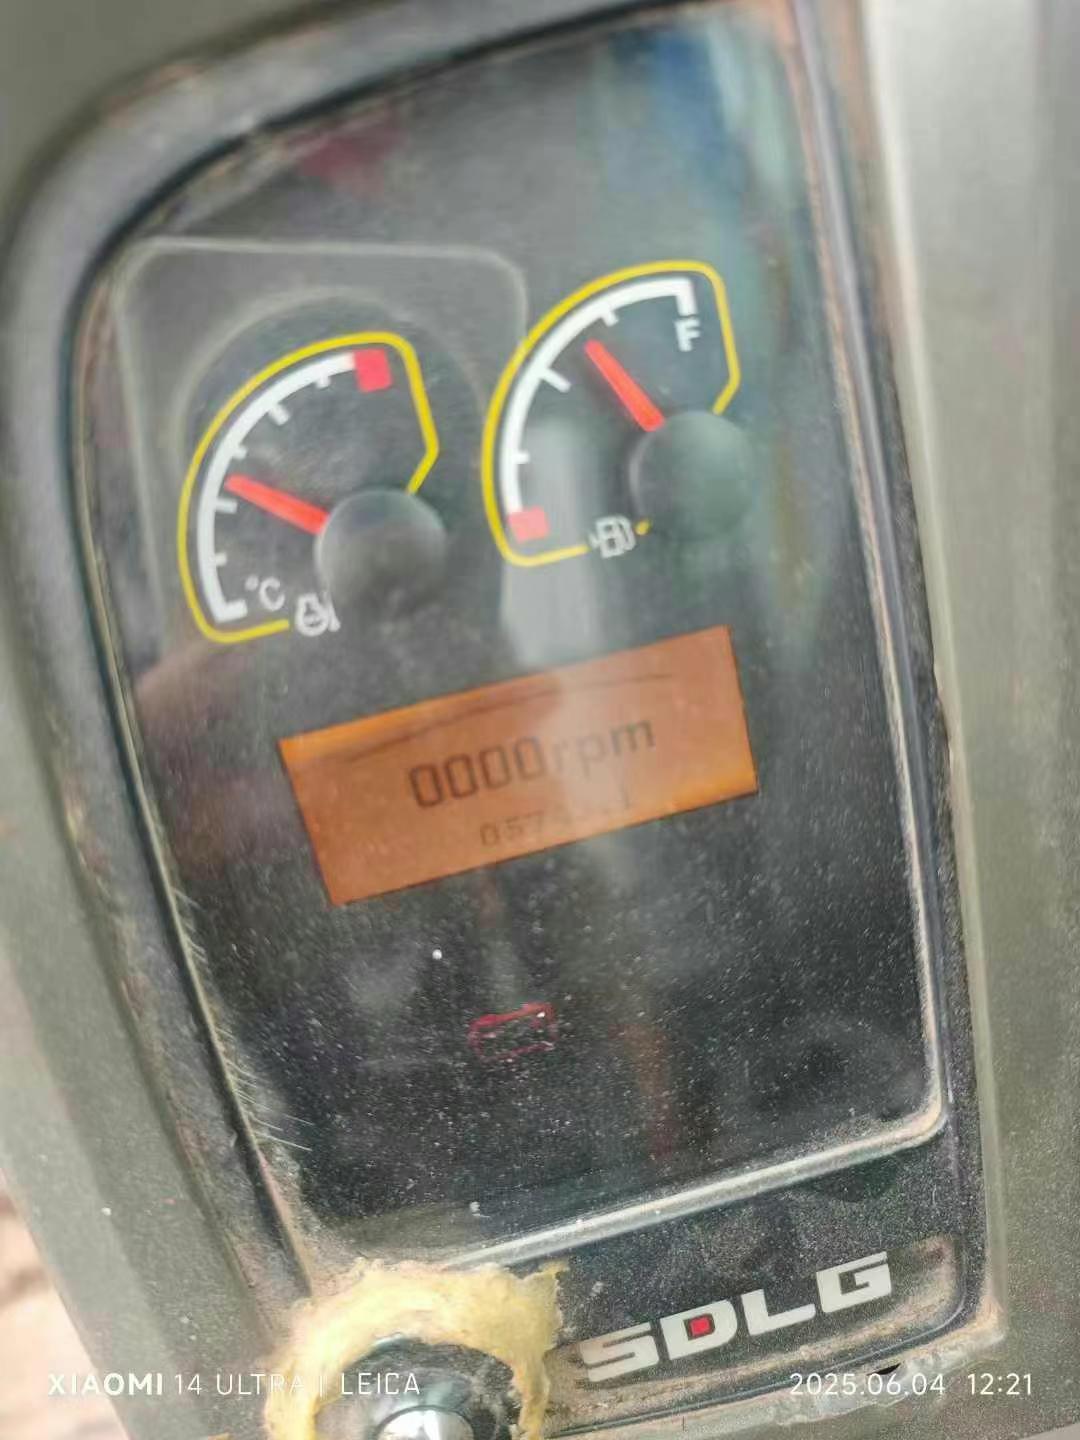 °C
F
0000rpm
SDLG
XIAOMI 14 ULTRA | LEICA
2025.06.04 12:21